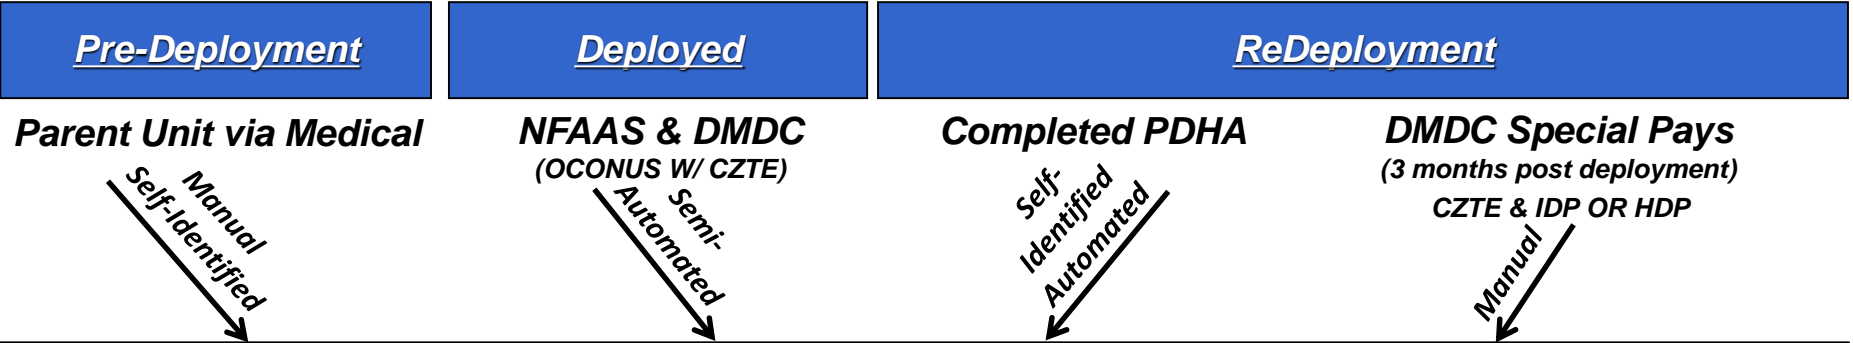 Pre-Deployment
Deployed
ReDeployment
Parent Unit via Medical
NFAAS & DMDC
(OCONUS W/ CZTE)
Completed PDHA
DMDC Special Pays
(3 months post deployment)
CZTE & IDP OR HDP
Manual
Self-Identified
Semi-
Automated
Self-
Identified
Automated
Manual